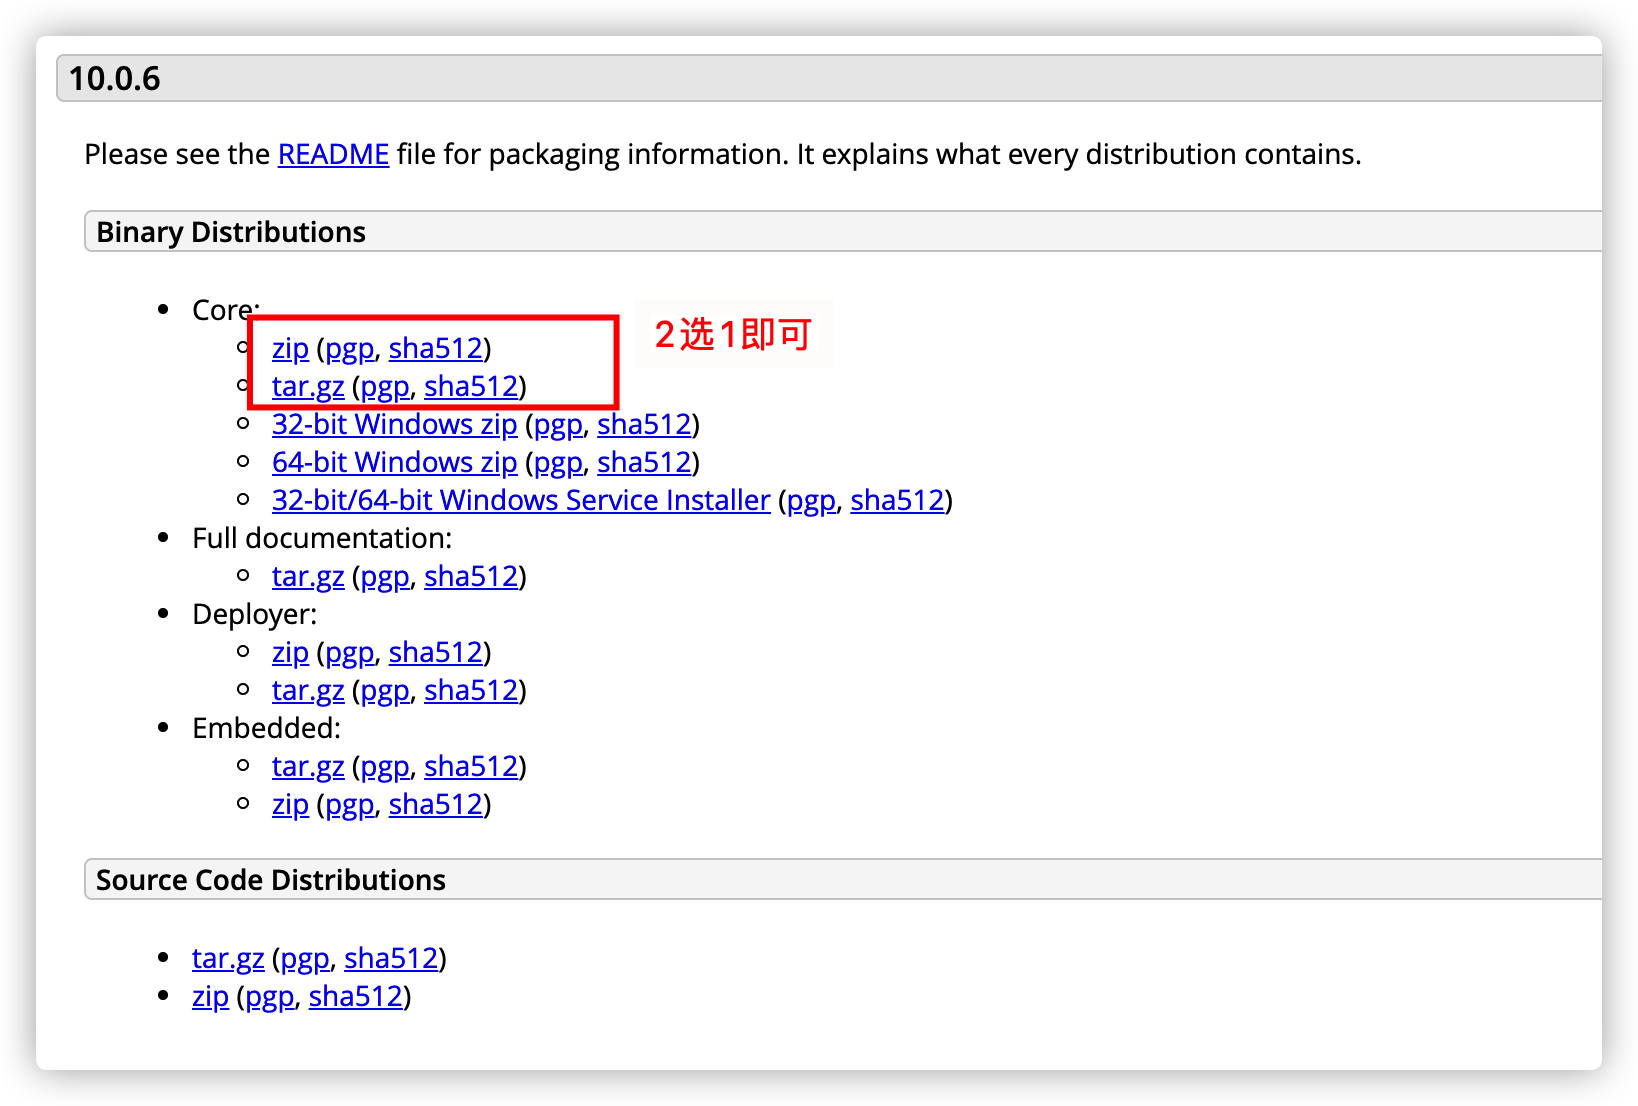 10.0.6
Please see the README file for packaging information. It explains what every distribution contains.
Binary Distributions
Core:
zip (pgp, sha512)
2选1即可
tar.gz (pgp, sha512)
32-bit Windows zip (pgp, sha512)
64-bit Windows zip (pgp, sha512)
32-bit/64-bit Windows Service Installer (pgp, sha512)
Full documentation:
tar.gz (pgp, sha512)
Deployer:
zip (pgp, sha512)
tar.gz (pgp, sha512)
Embedded:
tar.gz (pgp, sha512)
zip (pgp, sha512)
Source Code Distributions
tar.gz (pgp, sha512)
zip (pgp, sha512)